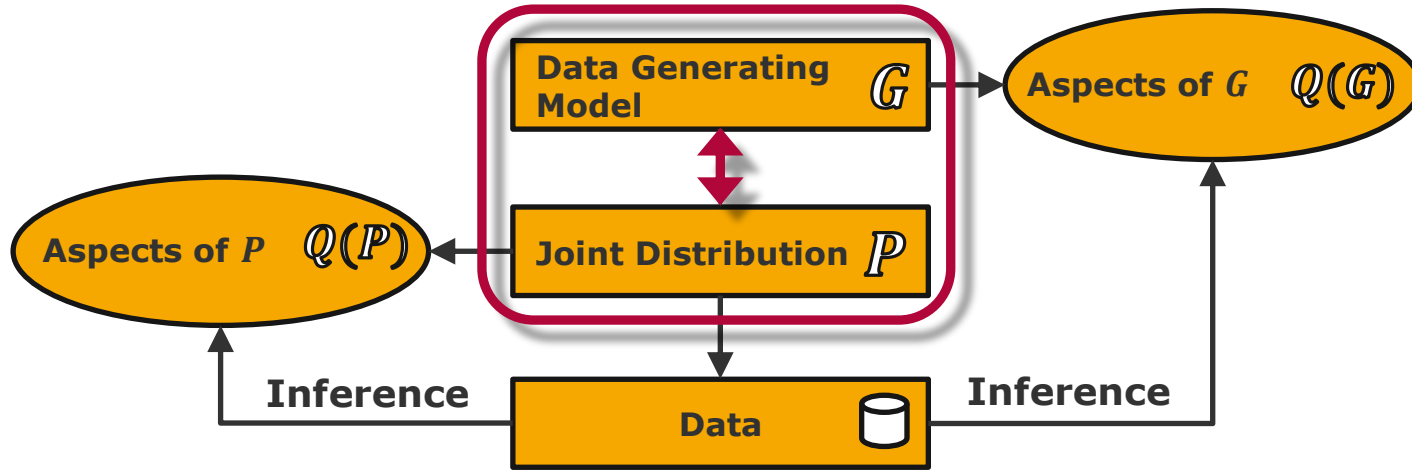 Data Generating
Model G
Aspects of G Q(G)
Aspects of P Q(P)
Joint Distribution P
Inference
Inference
Data